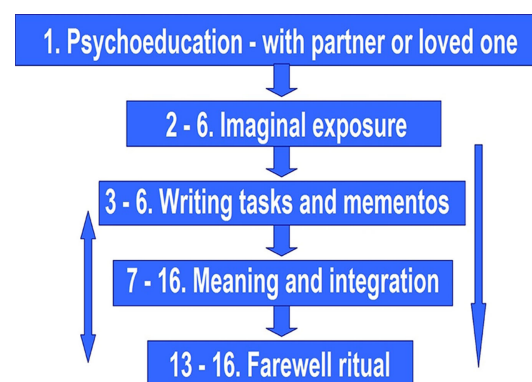 1. Psychoeducation - with partner or loved one
2 - 6. Imaginal exposure
3 - 6. Writing tasks and mementos
7 - 16. Meaning and integration
13 - 16. Farewell ritual